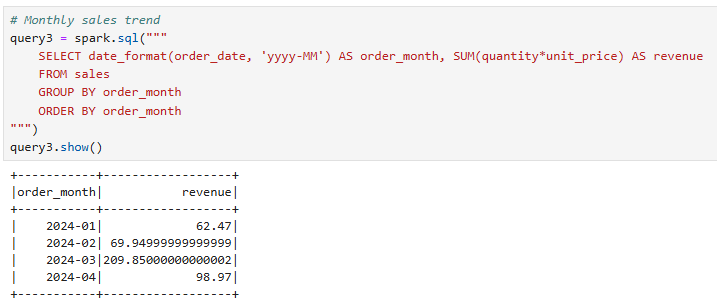 # Monthly sales trend
query3 = spark.sql("""
    SELECT date_format(order_date, 'yyyy-MM') AS order_month, SUM(quantity*unit_price) AS revenue
    FROM sales
    GROUP BY order_month
    ORDER BY order_month
""")
query3.show()
+-----------+------------------+
|order_month|           revenue|
+-----------+------------------+
|    2024-01|             62.47|
|    2024-02| 69.94999999999999|
|    2024-03|209.85000000000002|
|    2024-04|             98.97|
+-----------+------------------+